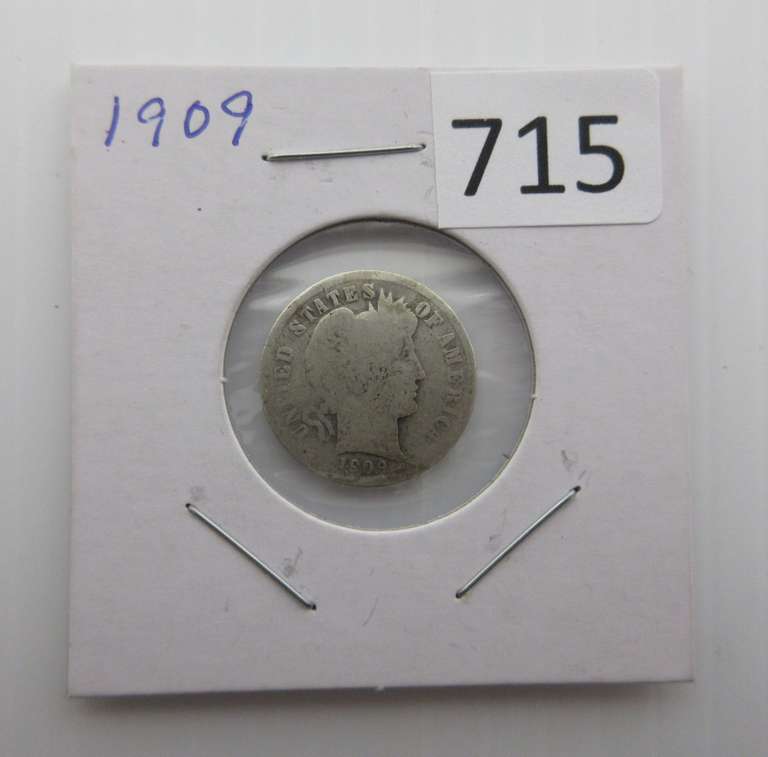 1909
715
UNITED STATES OF AMERICA
1909